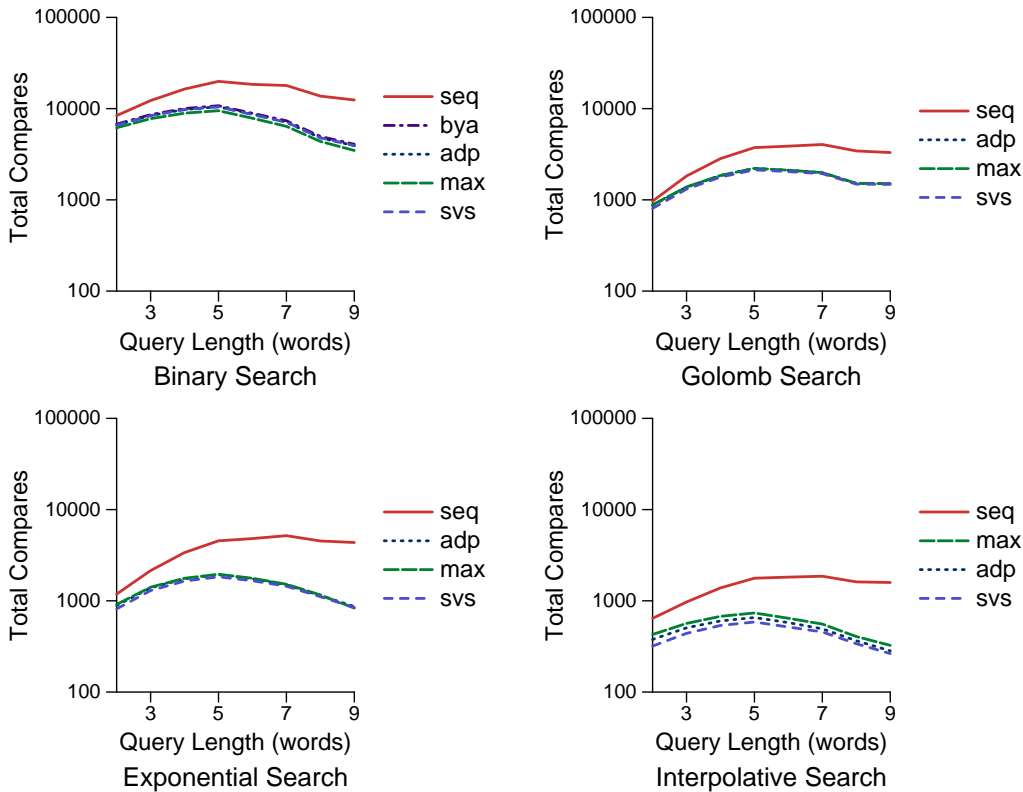 100000
10000
1000
100
Total Compares
3 5 7 9
Query Length (words)
Binary Search
seq
bya
adp
max
svs
100000
10000
1000
100
Total Compares
3 5 7 9
Query Length (words)
Golomb Search
seq
adp
max
svs
100000
10000
1000
100
Total Compares
3 5 7 9
Query Length (words)
Exponential Search
seq
adp
max
svs
100000
10000
1000
100
Total Compares
3 5 7 9
Query Length (words)
Interpolative Search
seq
max
adp
svs